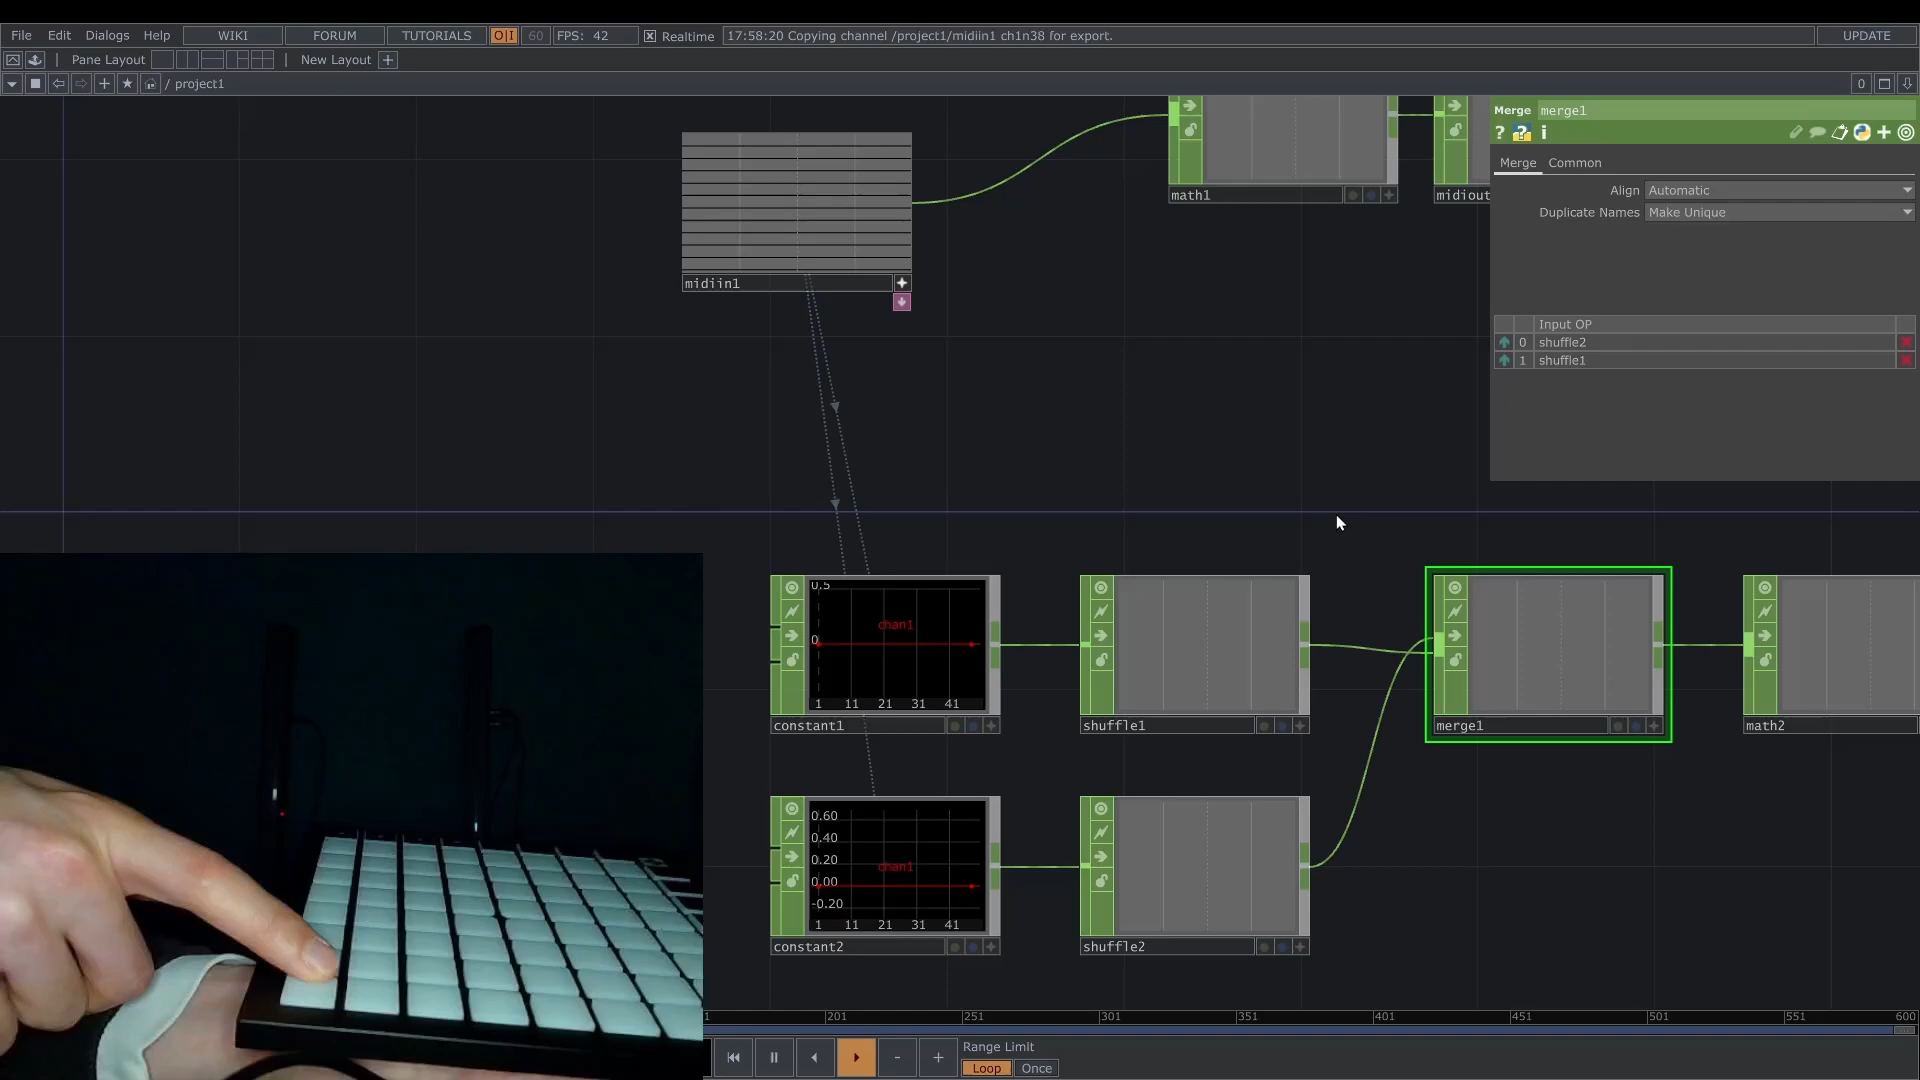 File Edit Dialogs Help WIKI FORUM TUTORIALS O|I 60 FPS: 42 Realtime 17:58:20 Copying channel /project1/midiin1 ch1n38 for export. UPDATE
Pane Layout New Layout +
/ project1 0
Merge merge1
? ? i
Merge Common
Align Automatic
Duplicate Names Make Unique
Input OP
0 shuffle2
1 shuffle1
math1
midiout
midiin1
0.5
chan1
0
1 11 21 31 41
constant1
shuffle1
merge1
math2
0.60
0.40
0.20
chan1
0.00
-0.20
1 11 21 31 41
constant2
shuffle2
1 201 251 301 351 401 451 501 551 600
Range Limit
- + Loop Once